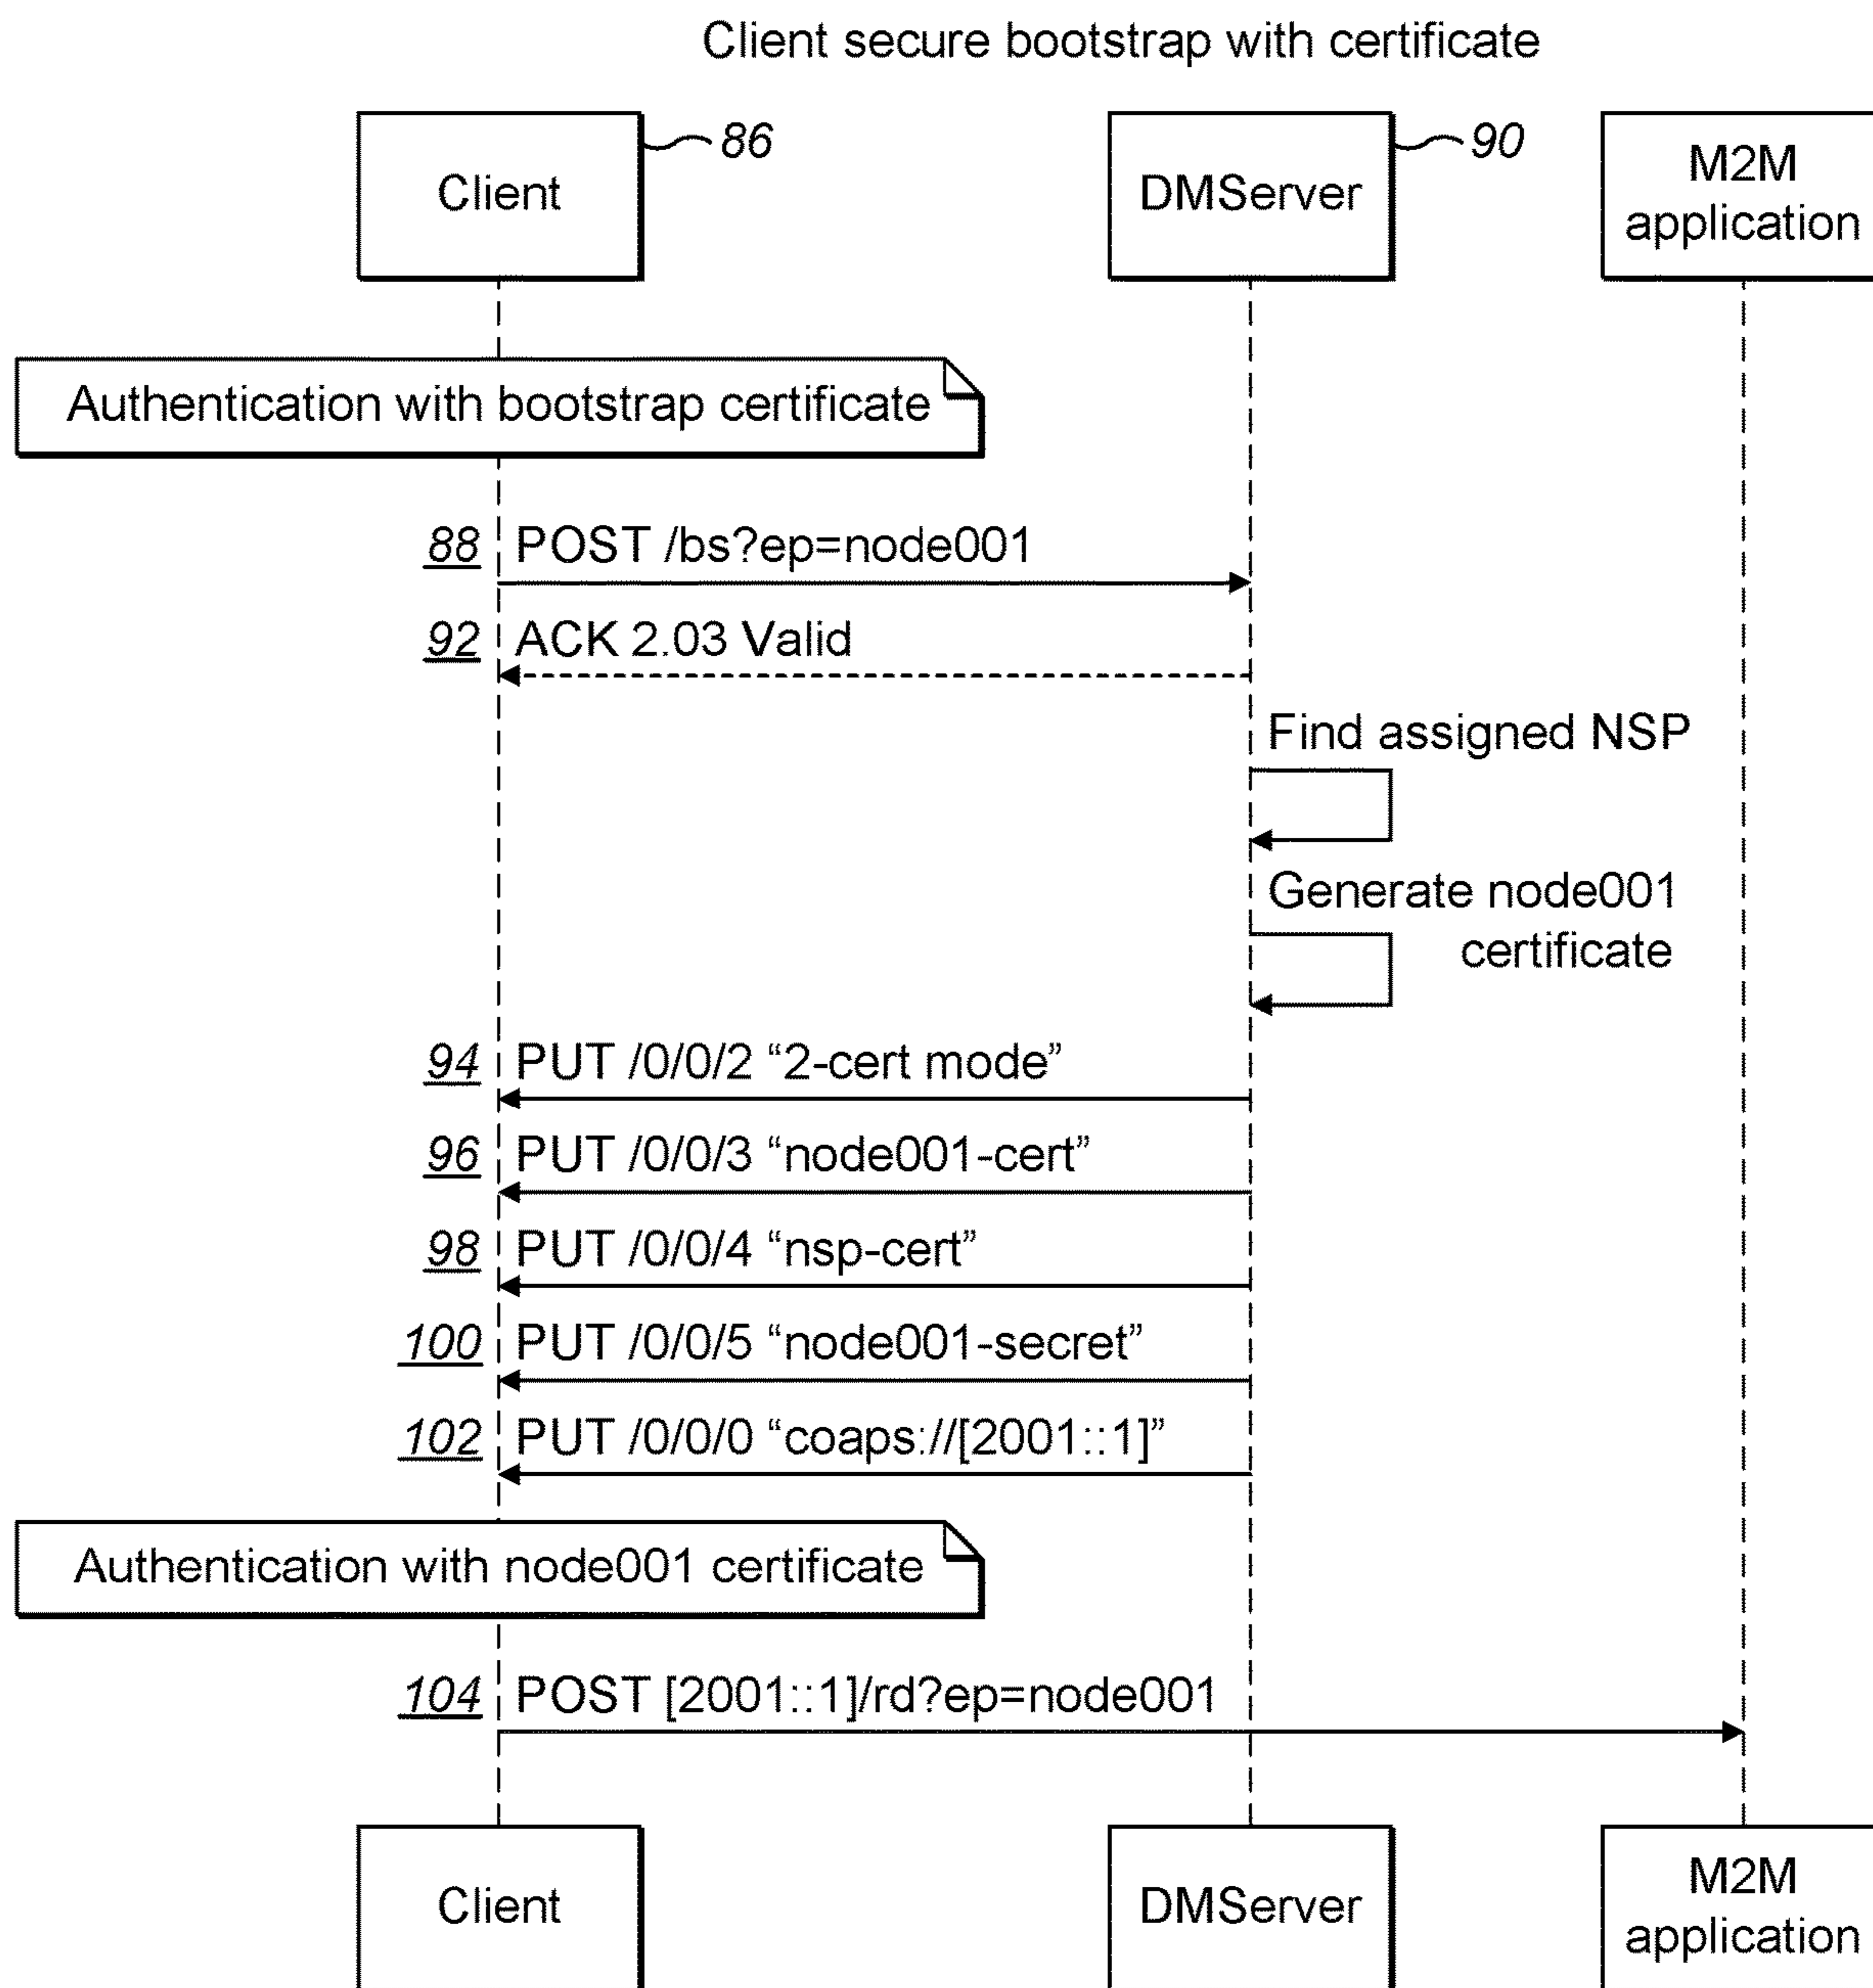 Client secure bootstrap with certificate
86
90
Client
DMServer
M2M
application
Authentication with bootstrap certificate
88 POST /bs?ep=node001
92 ACK 2.03 Valid
Find assigned NSP
Generate node001
certificate
94 PUT /0/0/2 “2-cert mode”
96 PUT /0/0/3 “node001-cert”
98 PUT /0/0/4 “nsp-cert”
100 PUT /0/0/5 “node001-secret”
102 PUT /0/0/0 “coaps://[2001::1]”
Authentication with node001 certificate
104 POST [2001::1]/rd?ep=node001
Client
DMServer
M2M
application